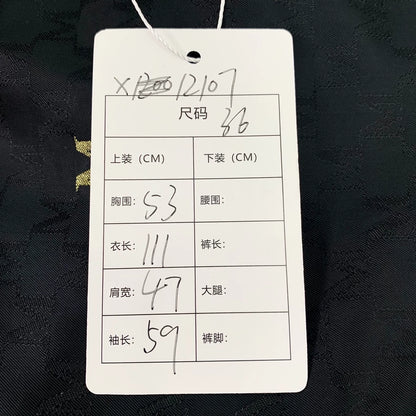 X12107
尺码 36
上装（CM） 下装（CM）
胸围: 53 腰围:
衣长: 111 裤长:
肩宽: 47 大腿:
袖长: 59 裤脚: